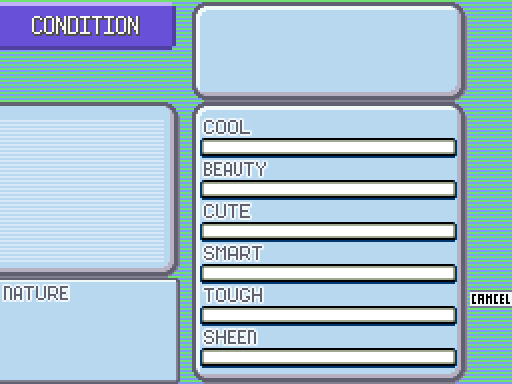 CONDITION
COOL
BEAUTY
CUTE
SMART
TOUGH
SHEEN
NATURE
CANCEL